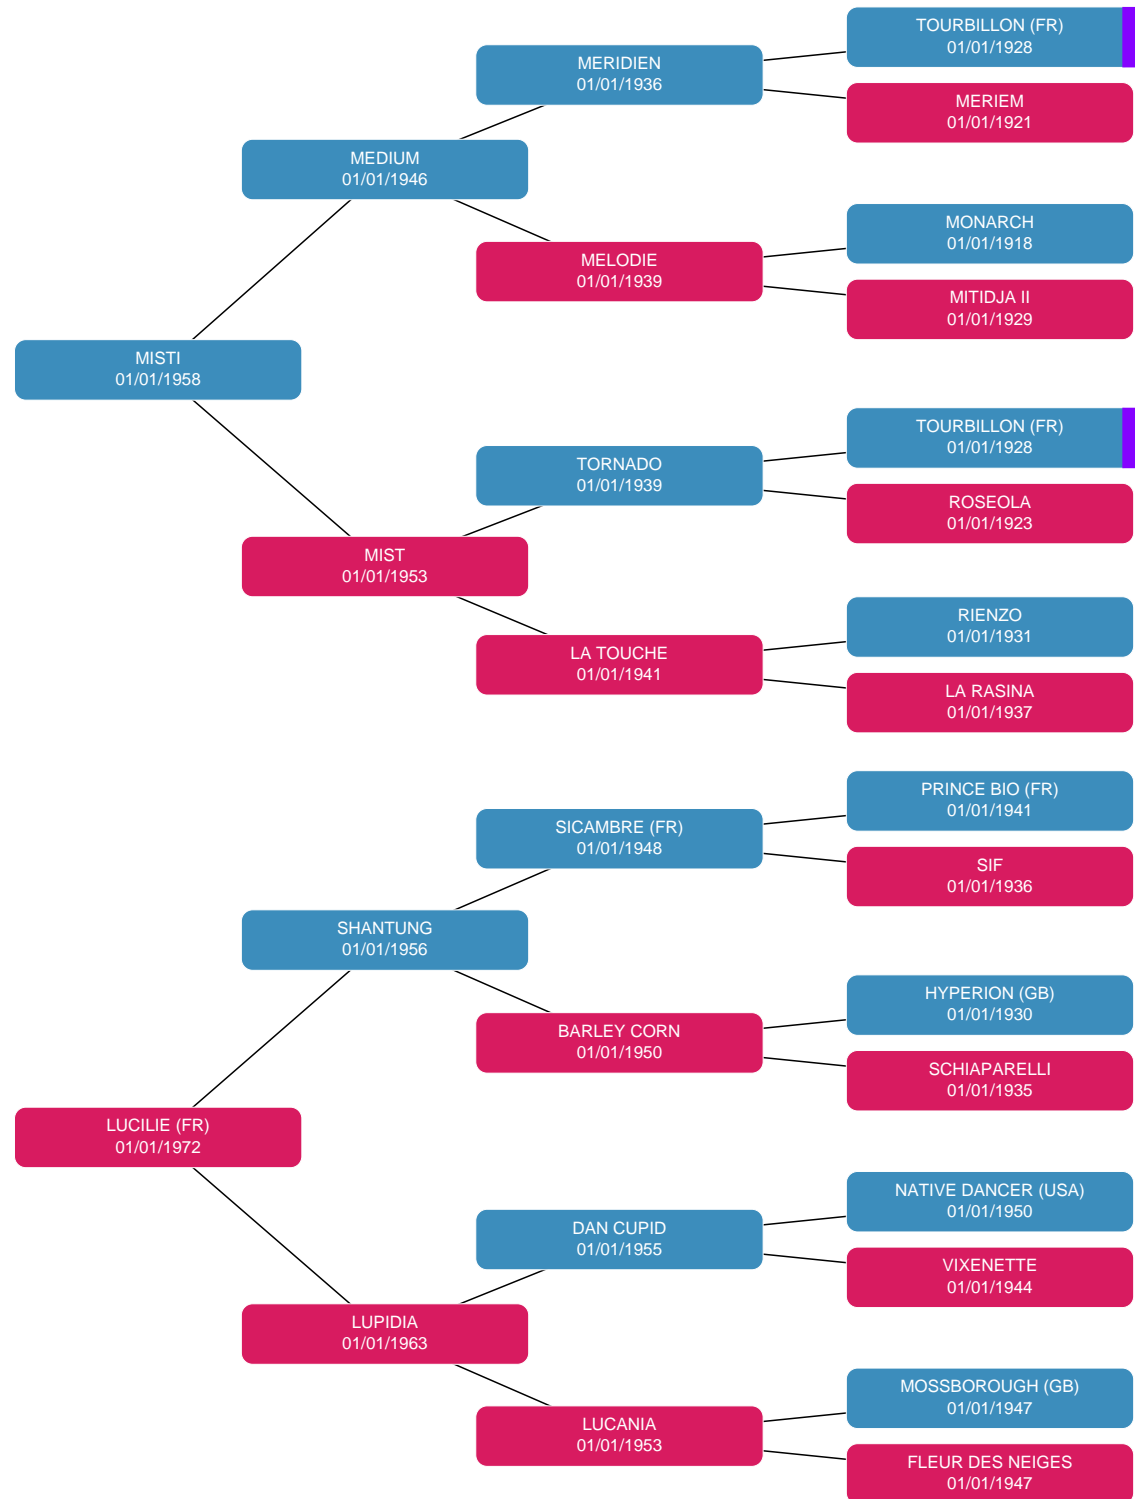 TOURBILLON (FR)
01/01/1928
MERIDIEN
01/01/1936
MERIEM
01/01/1921
MEDIUM
01/01/1946
MONARCH
01/01/1918
MELODIE
01/01/1939
MITIDJA II
01/01/1929
MISTI
01/01/1958
TOURBILLON (FR)
01/01/1928
TORNADO
01/01/1939
ROSEOLA
01/01/1923
MIST
01/01/1953
RIENZO
01/01/1931
LA TOUCHE
01/01/1941
LA RASINA
01/01/1937
PRINCE BIO (FR)
01/01/1941
SICAMBRE (FR)
01/01/1948
SIF
01/01/1936
SHANTUNG
01/01/1956
HYPERION (GB)
01/01/1930
BARLEY CORN
01/01/1950
SCHIAPARELLI
01/01/1935
LUCILIE (FR)
01/01/1972
NATIVE DANCER (USA)
01/01/1950
DAN CUPID
01/01/1955
VIXENETTE
01/01/1944
LUPIDIA
01/01/1963
MOSSBOROUGH (GB)
01/01/1947
LUCANIA
01/01/1953
FLEUR DES NEIGES
01/01/1947